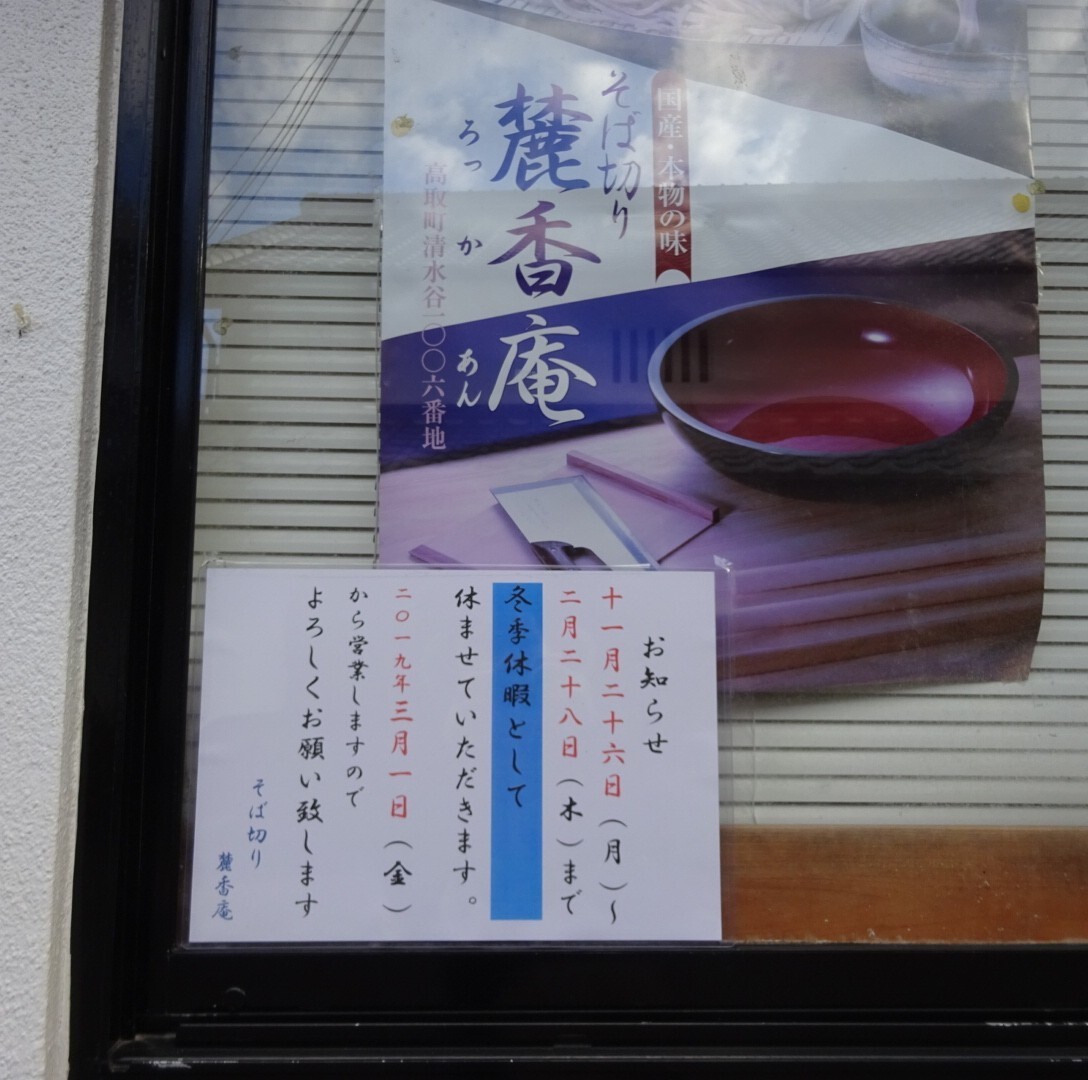 国産・本物の味
そば切り
麓香庵
ろっかあん
高取町清水谷一〇〇六番地
お知らせ
十一月二十六日(月)~
二月二十八日(木)まで
冬季休暇として
休ませていただきます。
二〇一九年三月一日(金)
から営業しますので
よろしくお願い致します
そば切り
麓香庵